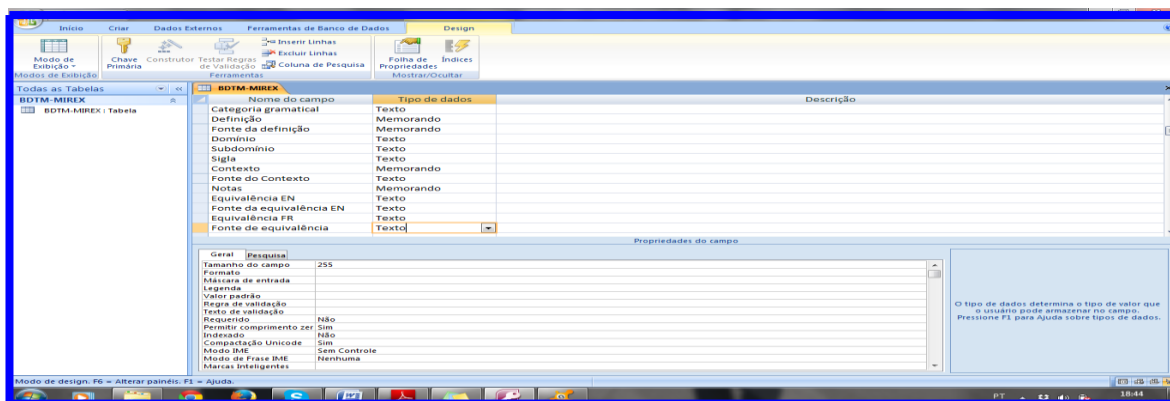 Início Criar Dados Externos Ferramentas de Banco de Dados Design
Modo de Exibição
Chave Primária
Construtor
Testar Regras de Validação
Inserir Linhas
Excluir Linhas
Coluna de Pesquisa
Folha de Propriedades
Índices
Modos de Exibição Ferramentas Mostrar/Ocultar
Todas as Tabelas
BDTM-MIREX
BDTM-MIREX : Tabela
BDTM-MIREX
Nome do campo Tipo de dados Descrição
Categoria gramatical Texto
Definição Memorando
Fonte da definição Memorando
Domínio Texto
Subdomínio Texto
Sigla Texto
Contexto Memorando
Fonte do Contexto Texto
Notas Memorando
Equivalência EN Texto
Fonte da equivalência EN Texto
Equivalência FR Texto
Fonte de equivalência Texto
Propriedades do campo
Geral Pesquisa
Tamanho do campo 255
Formato
Máscara de entrada
Legenda
Valor padrão
Regra de validação
Texto de validação
Requerido Não
Permitir comprimento zer Sim
Indexado Não
Compactação Unicode Sim
Modo IME Sem Controle
Modo de Frase IME Nenhuma
Marcas Inteligentes
O tipo de dados determina o tipo de valor que
o usuário pode armazenar no campo.
Pressione F1 para Ajuda sobre tipos de dados.
Modo de design. F6 = Alterar painéis. F1 = Ajuda.
PT 18:44